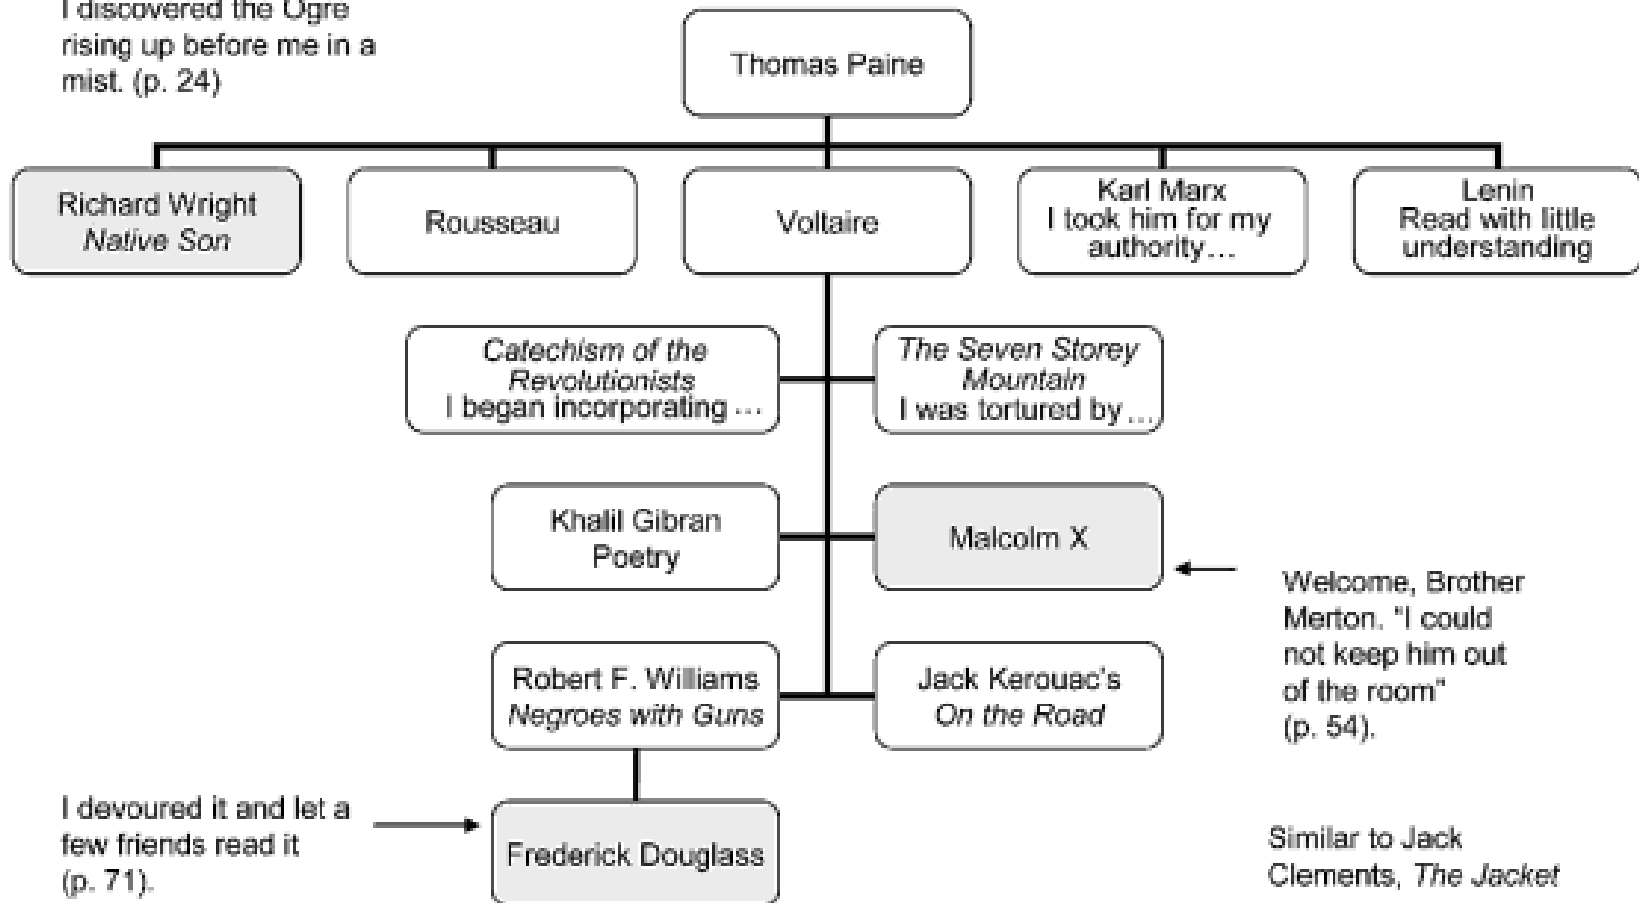 I discovered the Ogre
rising up before me in a
mist. (p. 24)
Thomas Paine
Richard Wright
Native Son
Rousseau
Voltaire
Karl Marx
I took him for my
authority…
Lenin
Read with little
understanding
Catechism of the
Revolutionists
I began incorporating …
The Seven Storey
Mountain
I was tortured by …
Khalil Gibran
Poetry
Malcolm X
Welcome, Brother
Merton. "I could
not keep him out
of the room"
(p. 54).
Robert F. Williams
Negroes with Guns
Jack Kerouac's
On the Road
I devoured it and let a
few friends read it
(p. 71).
Frederick Douglass
Similar to Jack
Clements, The Jacket